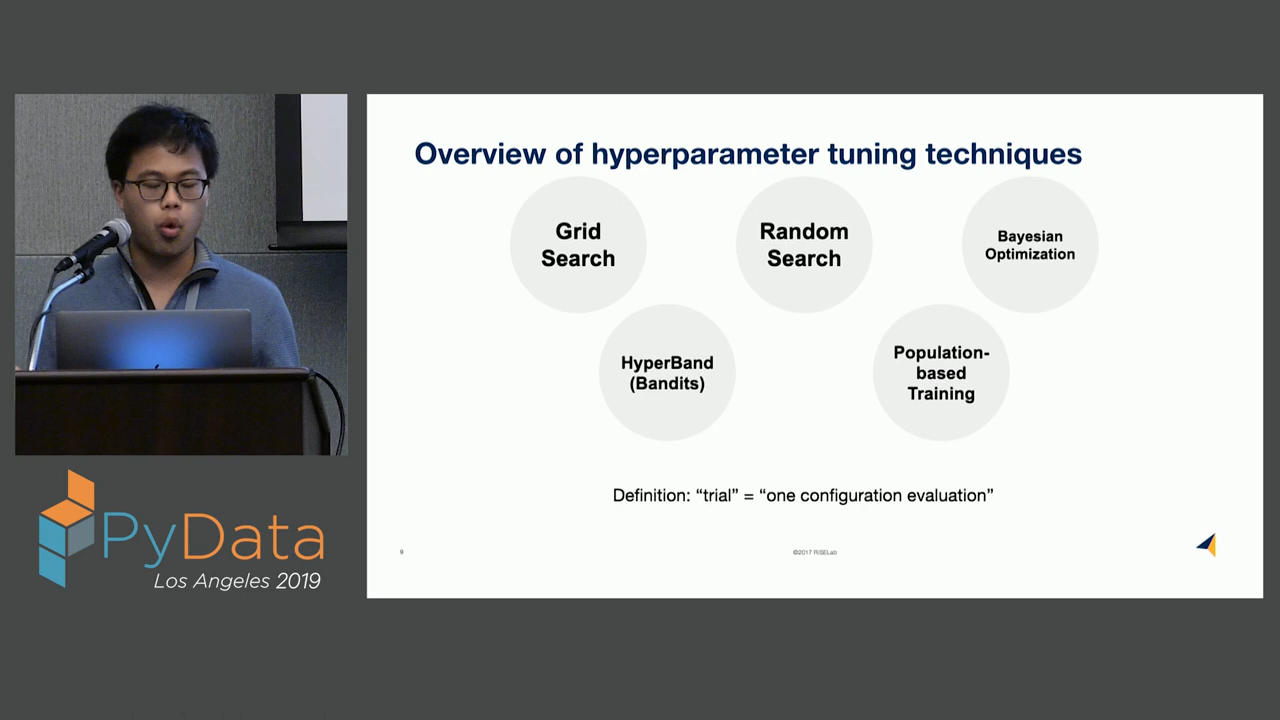 Overview of hyperparameter tuning techniques
Grid
Search
Random
Search
Bayesian
Optimization
HyperBand
(Bandits)
Population-
based
Training
Definition: “trial” = “one configuration evaluation”
9
©2017 RISELab
PyData
Los Angeles 2019